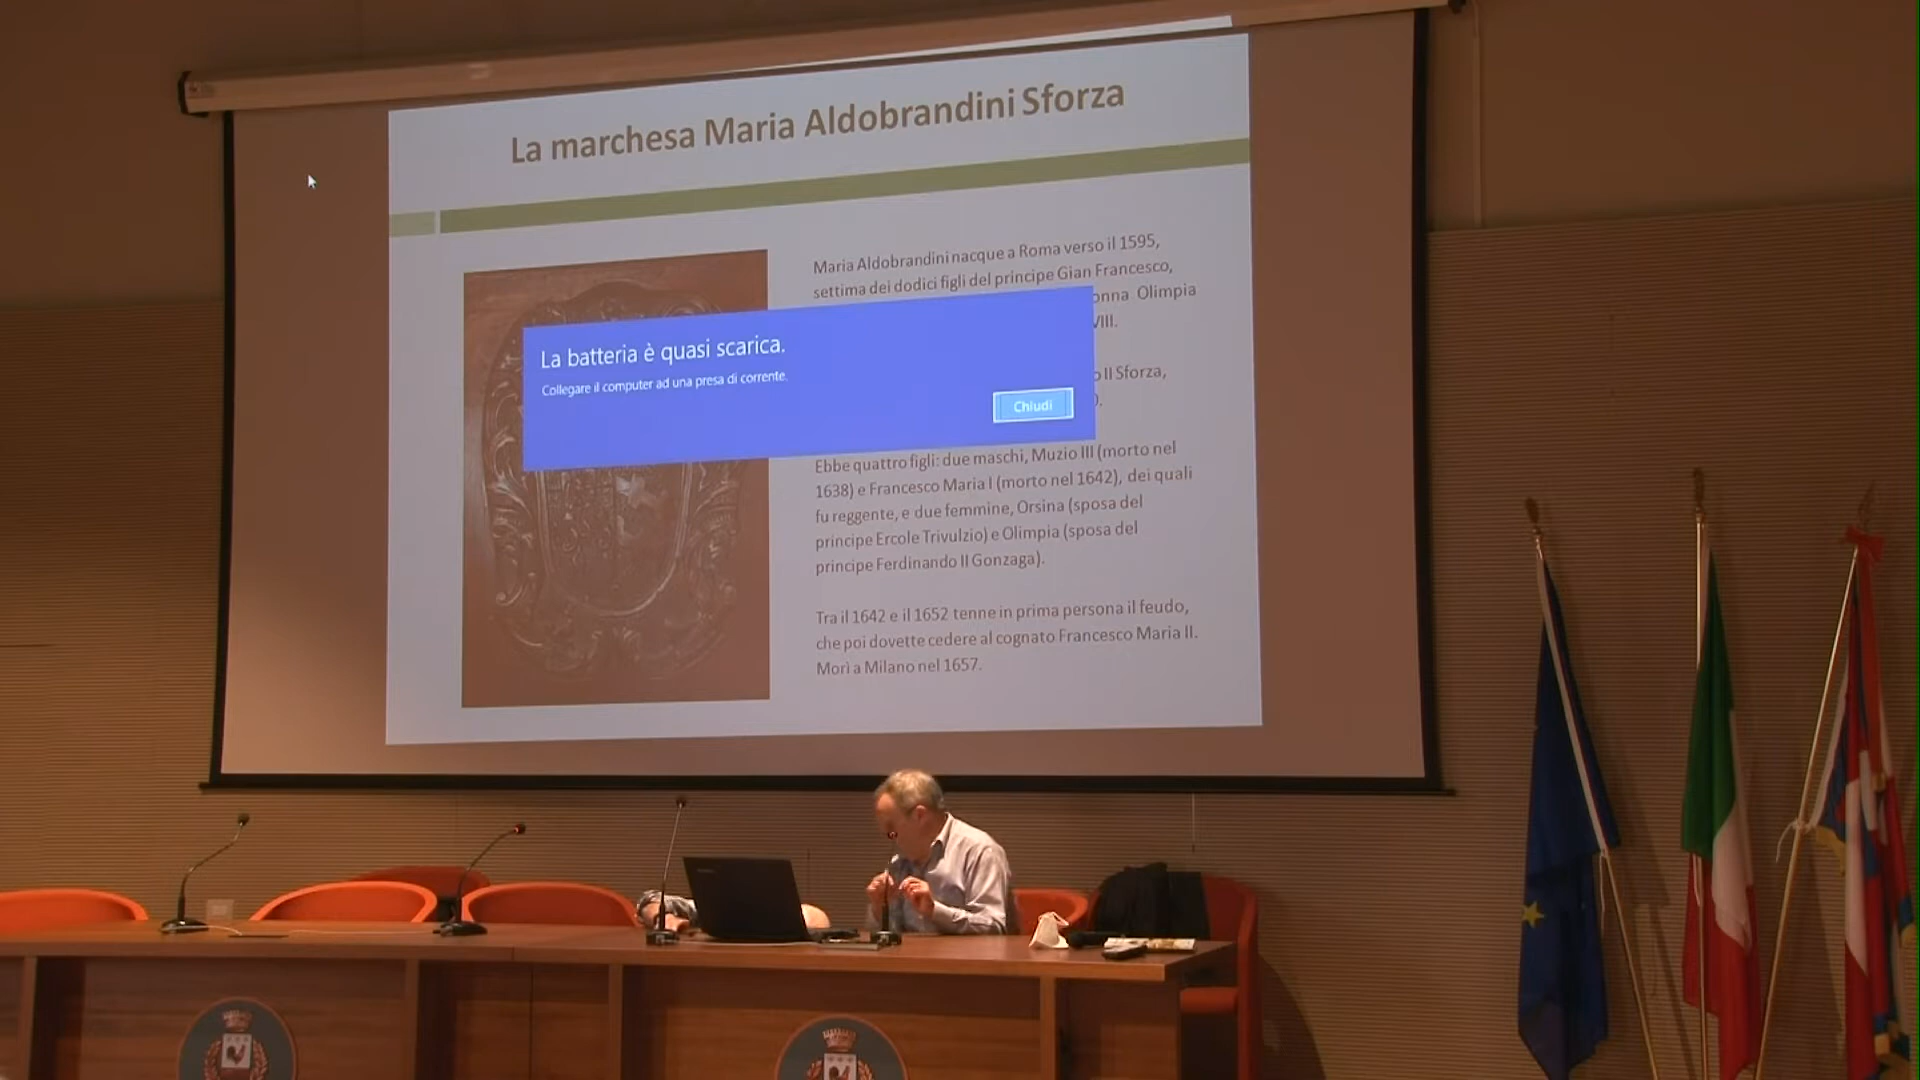 La marchesa Maria Aldobrandini Sforza
Maria Aldobrandini nacque a Roma verso il 1595,
settima dei dodici figli del principe Gian Francesco,
Olimpia
VIII.
La batteria è quasi scarica.
Collegare il computer ad una presa di corrente.
Chiudi
II Sforza,
Ebbe quattro figli: due maschi, Muzio III (morto nel
1638) e Francesco Maria I (morto nel 1642), dei quali
fu reggente, e due femmine, Orsina (sposa del
principe Ercole Trivulzio) e Olimpia (sposa del
principe Ferdinando II Gonzaga).
Tra il 1642 e il 1652 tenne in prima persona il feudo,
che poi dovette cedere al cognato Francesco Maria II.
Morì a Milano nel 1657.